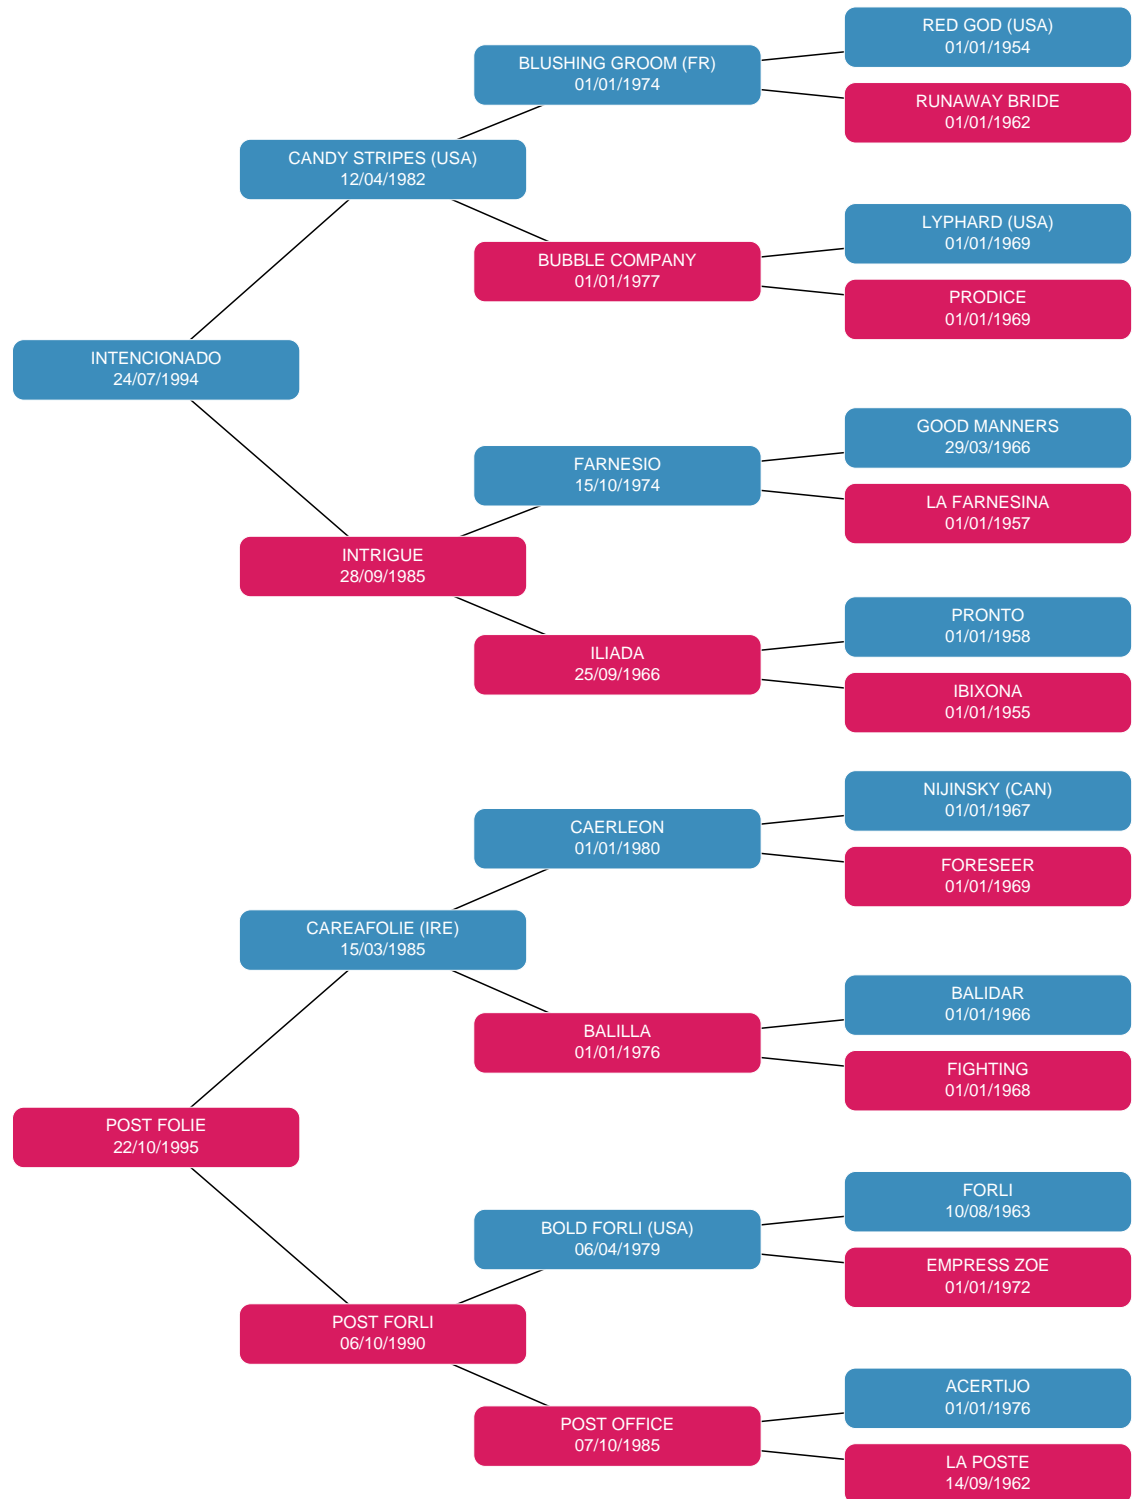 RED GOD (USA)
01/01/1954
BLUSHING GROOM (FR)
01/01/1974
RUNAWAY BRIDE
01/01/1962
CANDY STRIPES (USA)
12/04/1982
LYPHARD (USA)
01/01/1969
BUBBLE COMPANY
01/01/1977
PRODICE
01/01/1969
INTENCIONADO
24/07/1994
GOOD MANNERS
29/03/1966
FARNESIO
15/10/1974
LA FARNESINA
01/01/1957
INTRIGUE
28/09/1985
PRONTO
01/01/1958
ILIADA
25/09/1966
IBIXONA
01/01/1955
NIJINSKY (CAN)
01/01/1967
CAERLEON
01/01/1980
FORESEER
01/01/1969
CAREAFOLIE (IRE)
15/03/1985
BALIDAR
01/01/1966
BALILLA
01/01/1976
FIGHTING
01/01/1968
POST FOLIE
22/10/1995
FORLI
10/08/1963
BOLD FORLI (USA)
06/04/1979
EMPRESS ZOE
01/01/1972
POST FORLI
06/10/1990
ACERTIJO
01/01/1976
POST OFFICE
07/10/1985
LA POSTE
14/09/1962